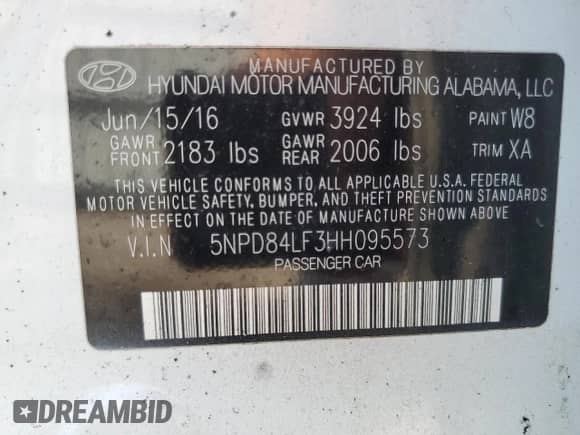 MANUFACTURED BY
HYUNDAI MOTOR MANUFACTURING ALABAMA, LLC
Jun/15/16 GVWR 3924 lbs PAINT W8
GAWR FRONT 2183 lbs GAWR REAR 2006 lbs TRIM XA
THIS VEHICLE CONFORMS TO ALL APPLICABLE U.S.A. FEDERAL
MOTOR VEHICLE SAFETY, BUMPER, AND THEFT PREVENTION STANDARDS
IN EFFECT ON THE DATE OF MANUFACTURE SHOWN ABOVE.
V.I.N 5NPD84LF3HH095573
PASSENGER CAR
DREAMBID